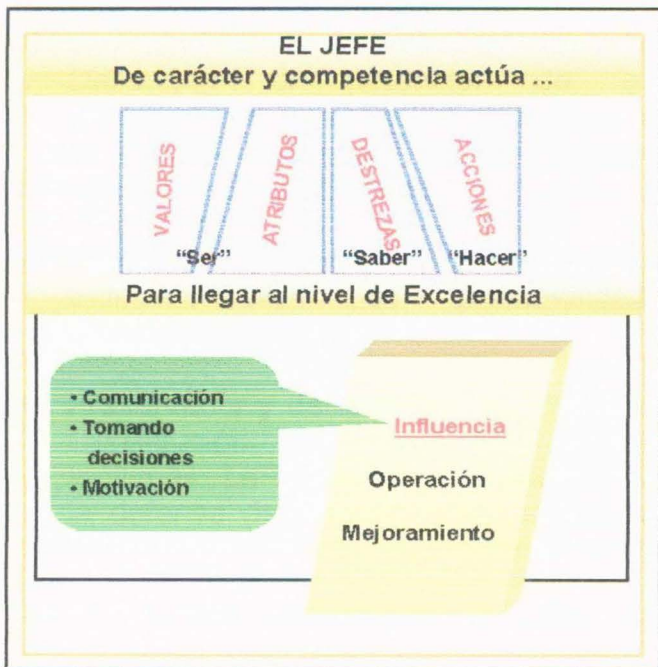 EL JEFE
De carácter y competencia actúa ...
VALORES
ATRIBUTOS
DESTREZAS
ACCIONES
“Ser”
“Saber”
“Hacer”
Para llegar al nivel de Excelencia
• Comunicación
• Tomando
decisiones
• Motivación
Influencia
Operación
Mejoramiento